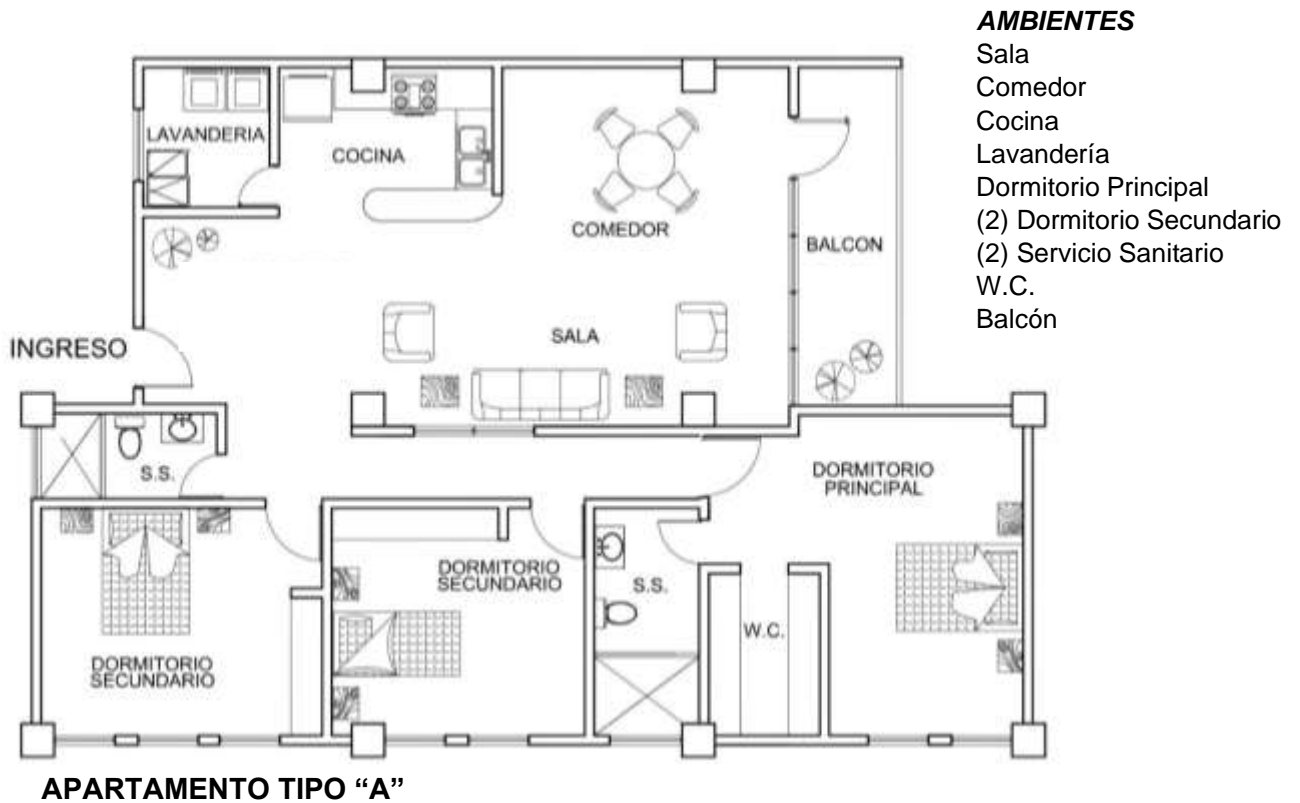 AMBIENTES
Sala
Comedor
Cocina
Lavandería
Dormitorio Principal
(2) Dormitorio Secundario
(2) Servicio Sanitario
W.C.
Balcón
LAVANDERIA
COCINA
COMEDOR
BALCON
INGRESO
SALA
S.S.
DORMITORIO
PRINCIPAL
DORMITORIO
SECUNDARIO
S.S.
W.C.
DORMITORIO
SECUNDARIO
APARTAMENTO TIPO “A”